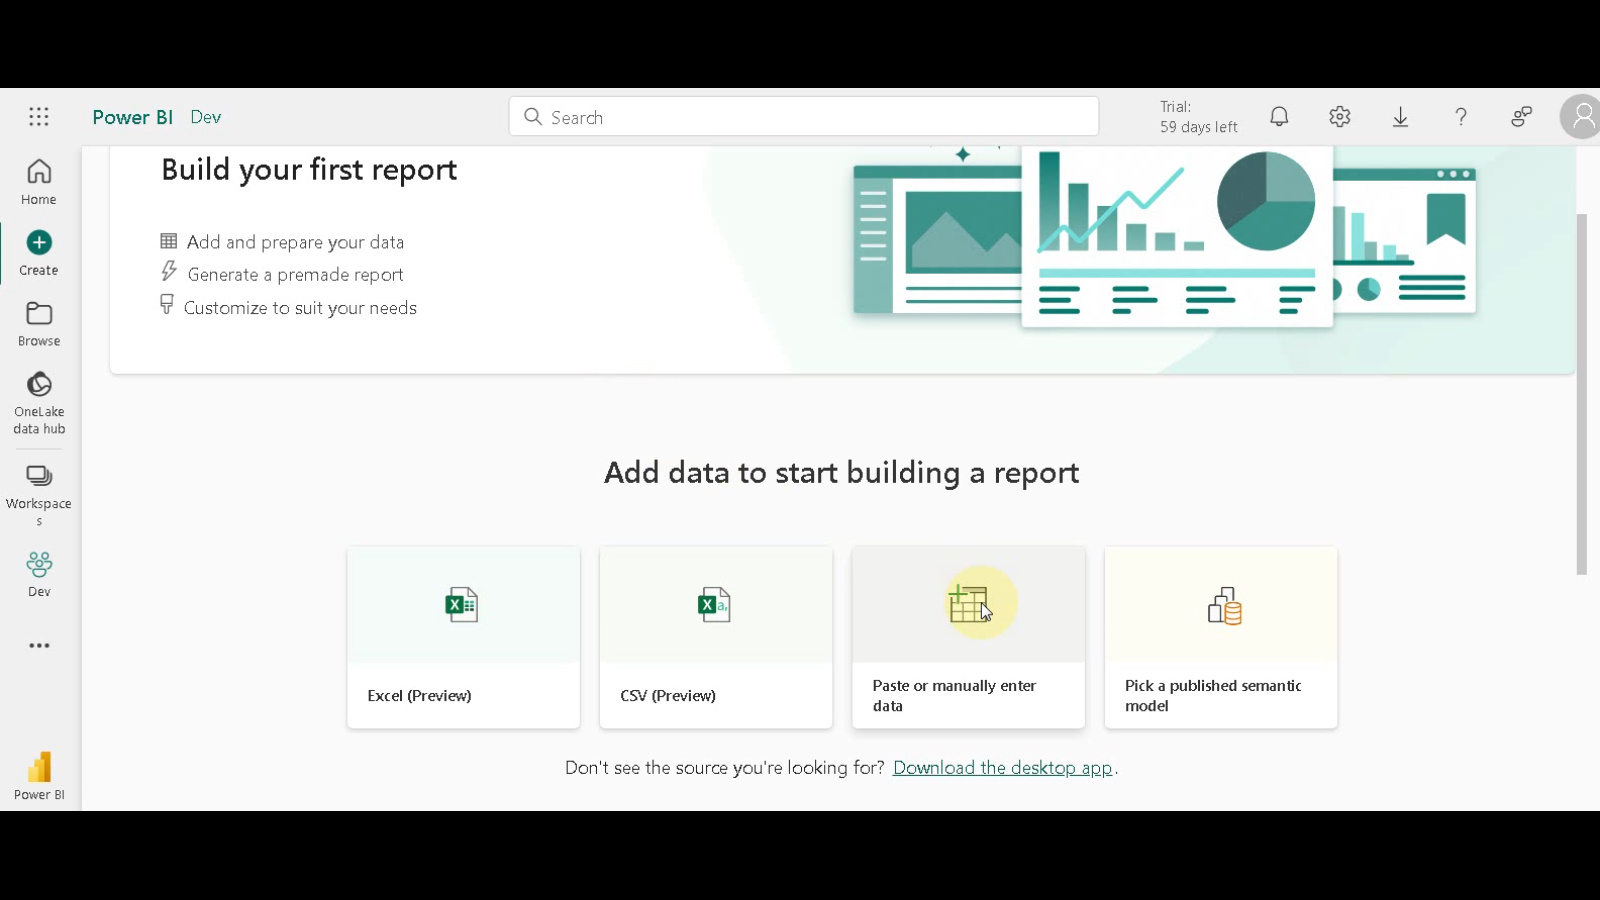 Power BI Dev
Search
Trial:
59 days left
Home
Create
Browse
OneLake
data hub
Workspace
s
Dev
Power BI
Build your first report
Add and prepare your data
Generate a premade report
Customize to suit your needs
Add data to start building a report
Excel (Preview)
CSV (Preview)
Paste or manually enter
data
Pick a published semantic
model
Don't see the source you're looking for? Download the desktop app.